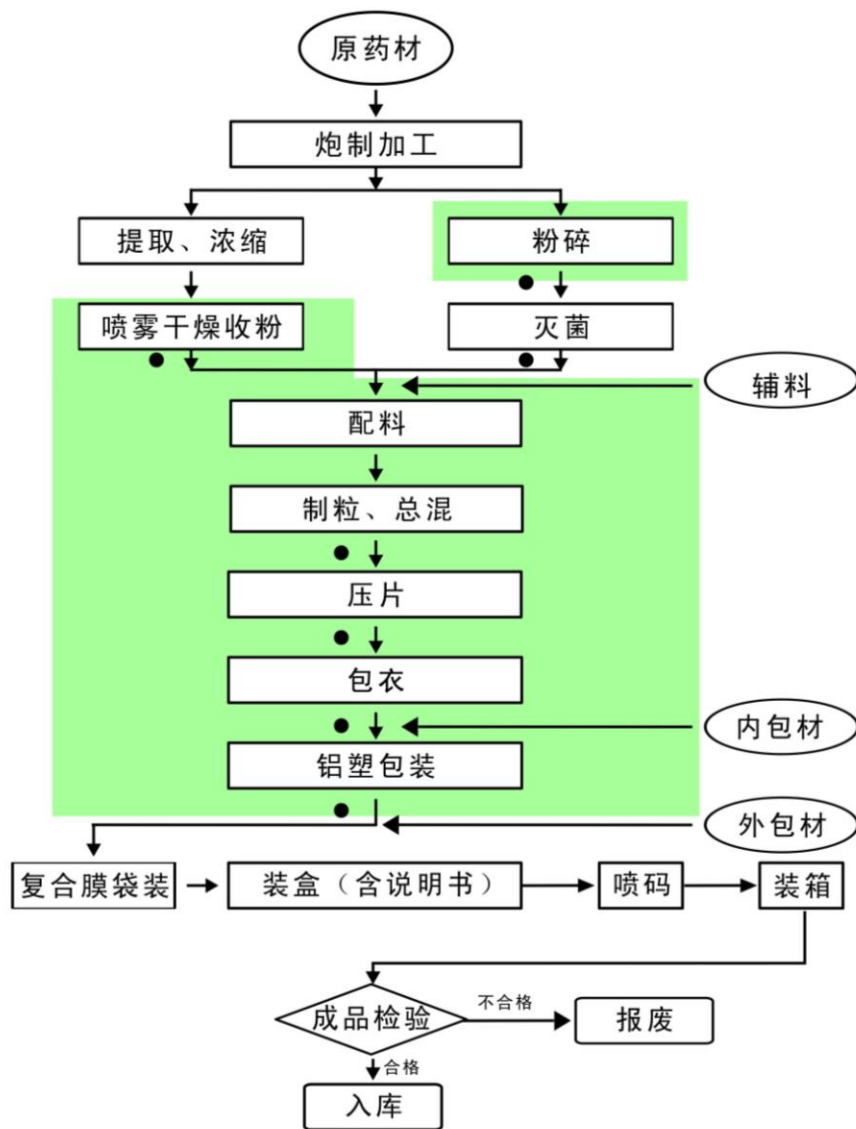 原药材
炮制加工
提取、浓缩
粉碎
喷雾干燥收粉
灭菌
辅料
配料
制粒、总混
压片
包衣
内包材
铝塑包装
外包材
复合膜袋装
装盒（含说明书）
喷码
装箱
成品检验
不合格
报废
合格
入库